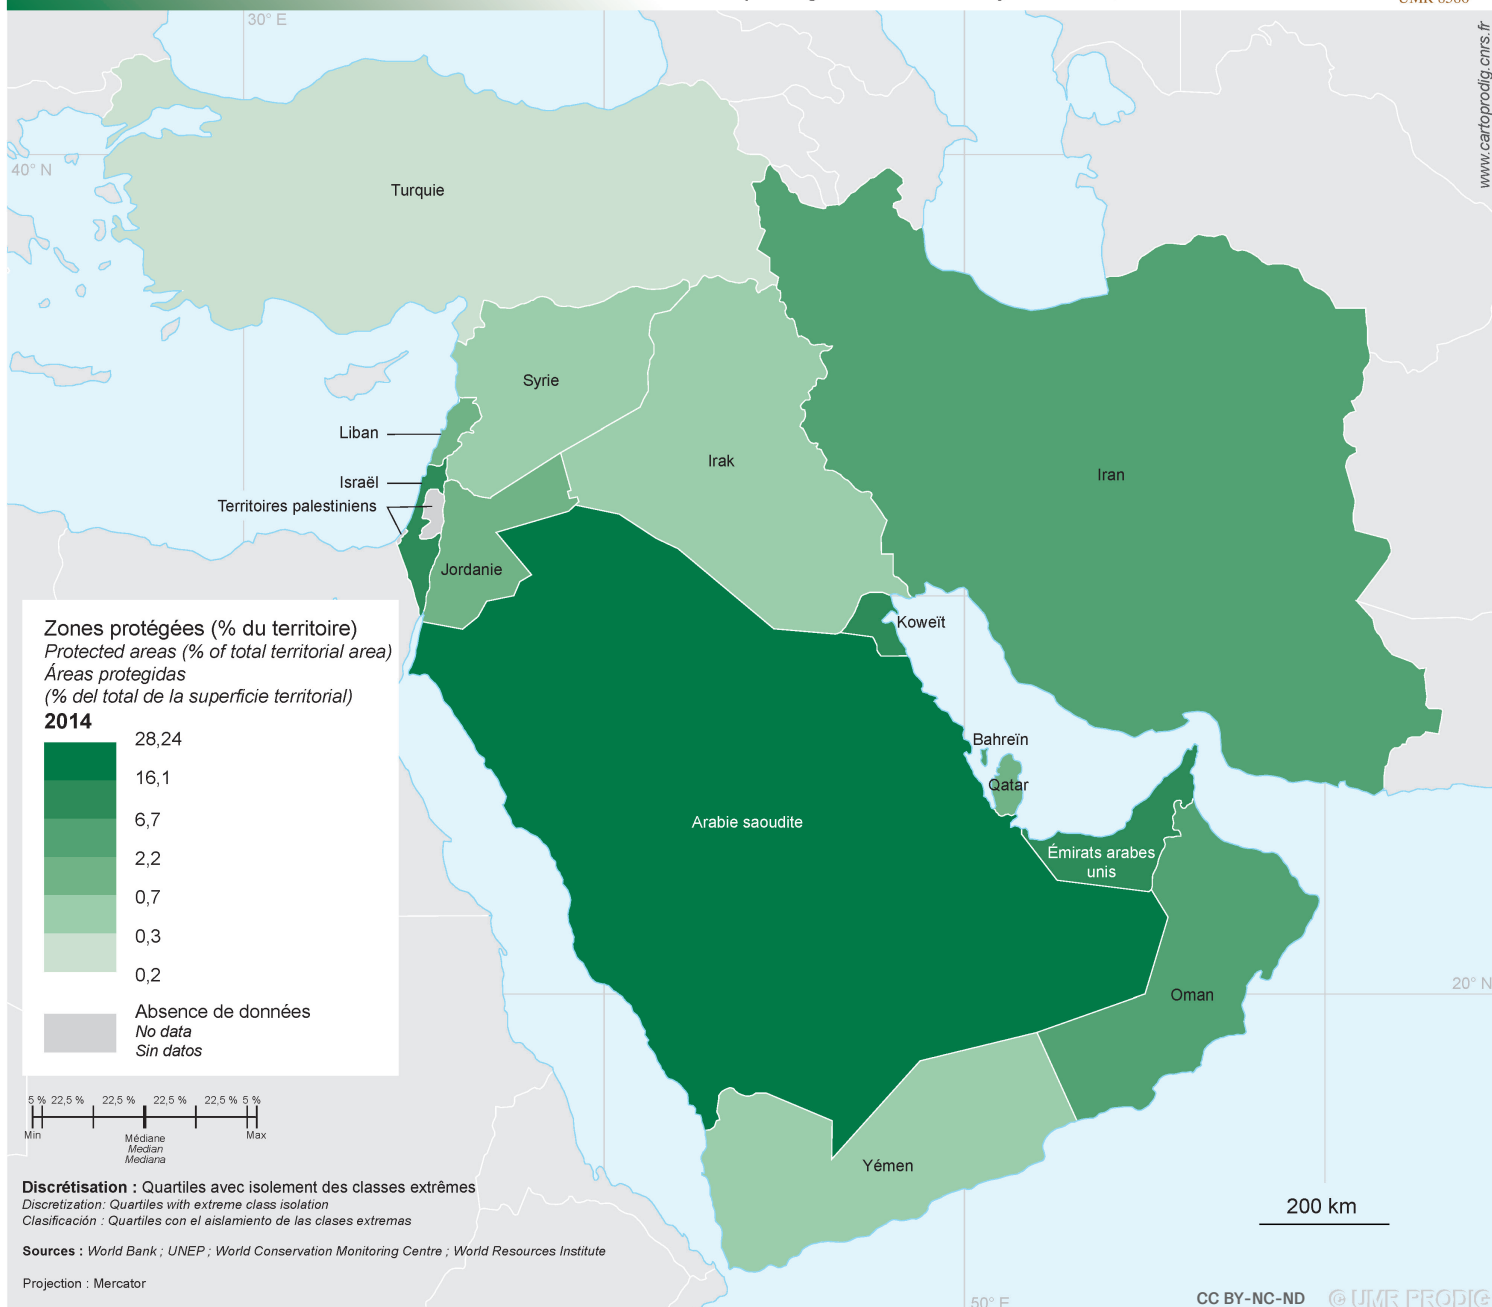 30° E
www.cartoprodig.cnrs.fr
40° N
Turquie
Syrie
Liban
Irak
Iran
Israël
Territoires palestiniens
Jordanie
Koweït
Bahreïn
Qatar
Arabie saoudite
Émirats arabes
unis
Oman
Yémen
20° N
Zones protégées (% du territoire)
Protected areas (% of total territorial area)
Áreas protegidas
(% del total de la superficie territorial)
2014
28,24
16,1
6,7
2,2
0,7
0,3
0,2
Absence de données
No data
Sin datos
5 % 22,5 % 22,5 % 22,5 % 22,5 % 5 %
Min
Max
Médiane
Median
Mediana
Discrétisation : Quartiles avec isolement des classes extrêmes
Discretization: Quartiles with extreme class isolation
Clasificación : Quartiles con el aislamiento de las clases extremas
200 km
Sources : World Bank ; UNEP ; World Conservation Monitoring Centre ; World Resources Institute
Projection : Mercator
50° E
CC BY-NC-ND © UMR PRODIG